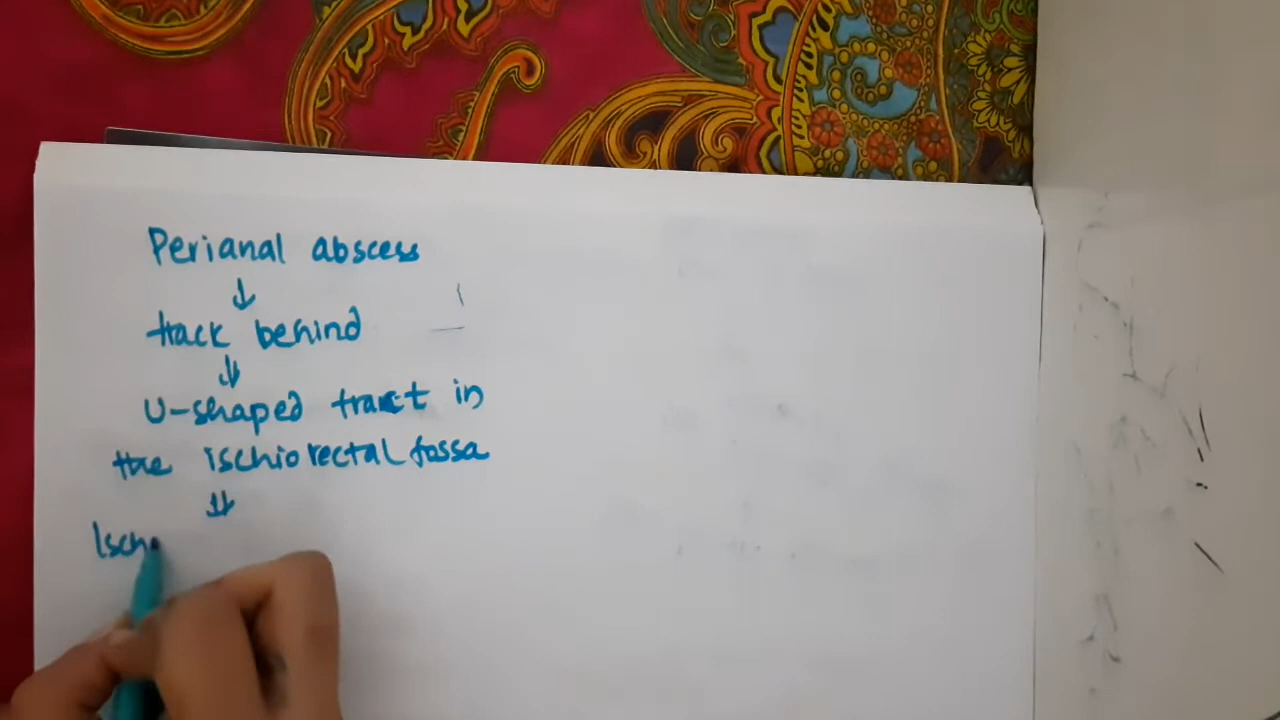 Perianal abscess
↓
track behind
↓
U-shaped tract in
the ischiorectal fossa
⇓
Isch